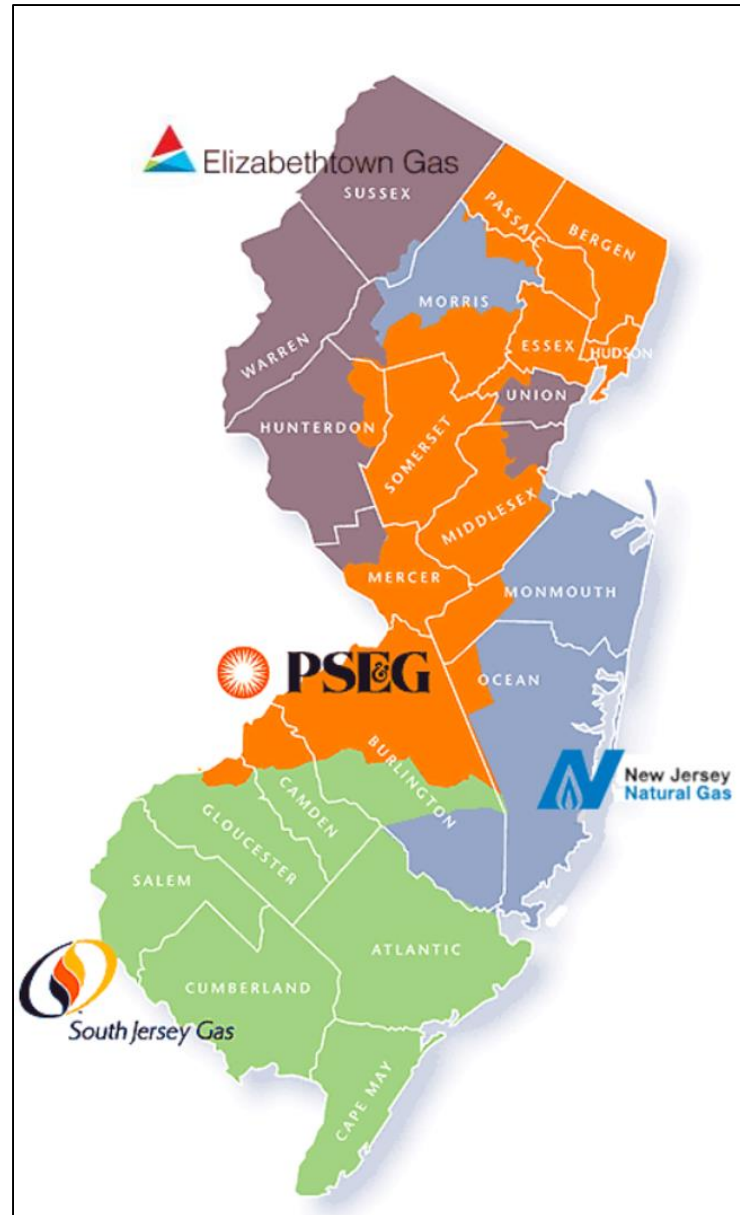 Elizabethtown Gas
SUSSEX
PASSAIC
BERGEN
MORRIS
ESSEX
HUDSON
WARREN
UNION
HUNTERDON
SOMERSET
MIDDLESEX
MERCER
MONMOUTH
PSE&G
OCEAN
BURLINGTON
New Jersey
Natural Gas
CAMDEN
GLOUCESTER
SALEM
ATLANTIC
CUMBERLAND
South Jersey Gas
CAPE MAY